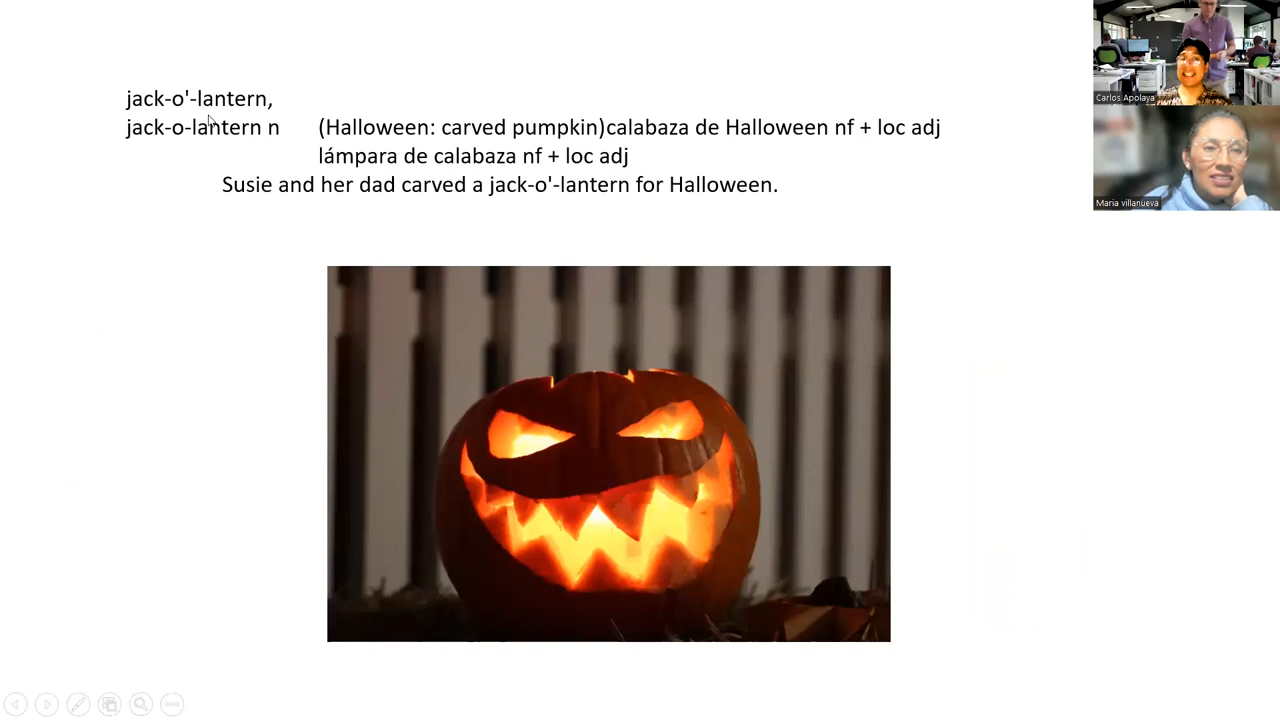 jack-o'-lantern,
jack-o-lantern n (Halloween: carved pumpkin)calabaza de Halloween nf + loc adj
lámpara de calabaza nf + loc adj
Susie and her dad carved a jack-o'-lantern for Halloween.
Carlos Apolaya
Maria villanueva